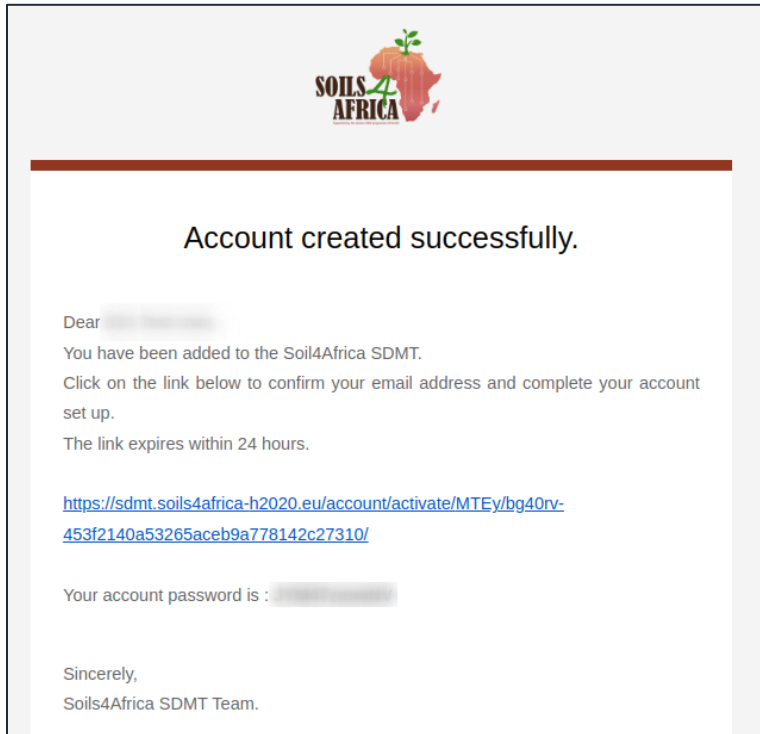 SOILS 4
AFRICA
Account created successfully.
Dear
You have been added to the Soil4Africa SDMT.
Click on the link below to confirm your email address and complete your account
set up.
The link expires within 24 hours.
https://sdmt.soils4africa-h2020.eu/account/activate/MTEy/bg40rv-
453f2140a53265aceb9a778142c27310/
Your account password is :
Sincerely,
Soils4Africa SDMT Team.